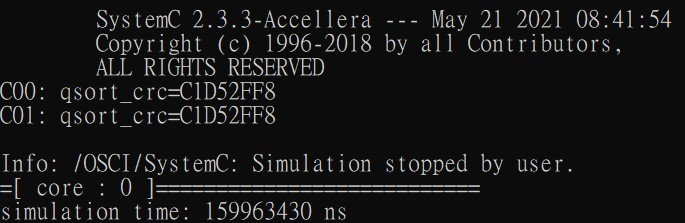 SystemC 2.3.3-Accellera --- May 21 2021 08:41:54
Copyright (c) 1996-2018 by all Contributors,
ALL RIGHTS RESERVED
C00: qsort_crc=C1D52FF8
C01: qsort_crc=C1D52FF8
Info: /OSCI/SystemC: Simulation stopped by user.
=[ core : 0 ]===========================
simulation time: 159963430 ns